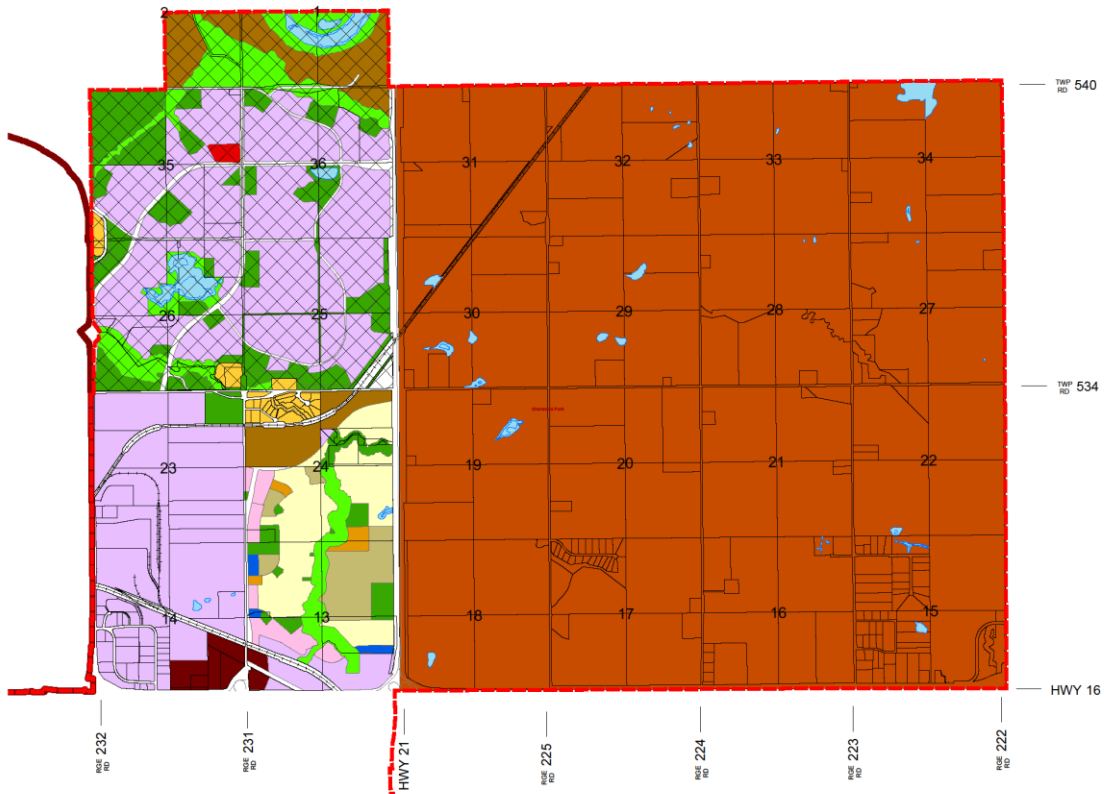 2 1
TWP
RD 540
35 36 31 32 33 34
26 25 30 29 28 27
TWP
RD 534
23 24 19 20 21 22
14 13 18 17 16 15
HWY 16
RGE
RD 232
RGE
RD 231
HWY 21
RGE
RD 225
RGE
RD 224
RGE
RD 223
RGE
RD 222